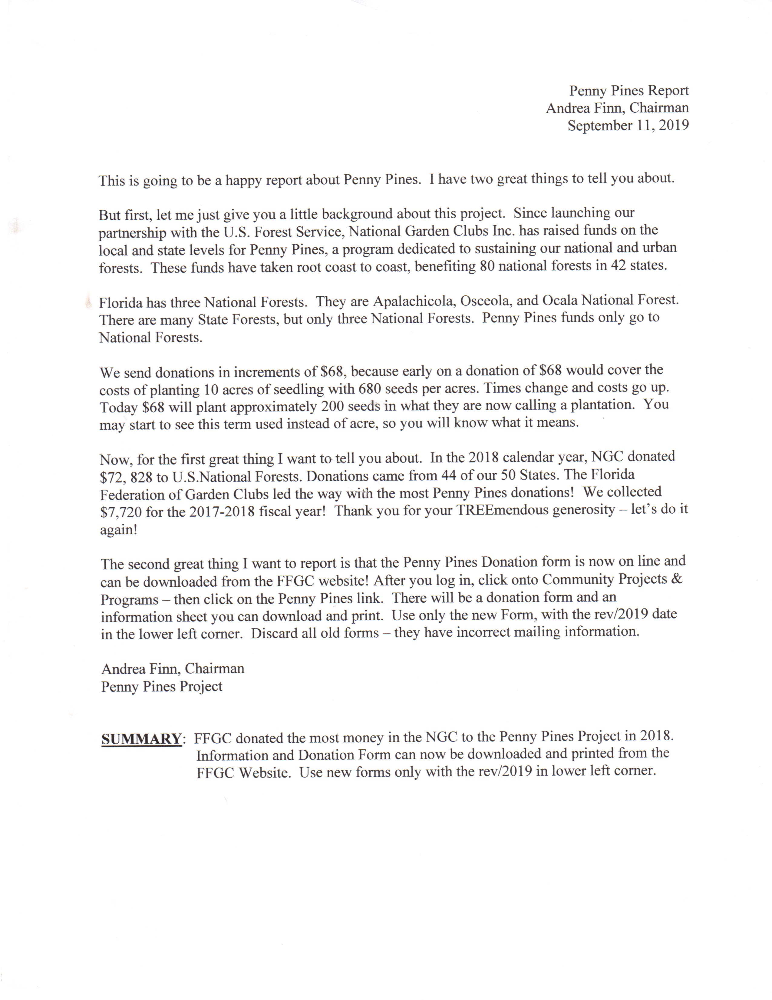 Penny Pines Report
Andrea Finn, Chairman
September 11, 2019
This is going to be a happy report about Penny Pines.  I have two great things to tell you about.
But first, let me just give you a little background about this project.  Since launching our
partnership with the U.S. Forest Service, National Garden Clubs Inc. has raised funds on the
local and state levels for Penny Pines, a program dedicated to sustaining our national and urban
forests.  These funds have taken root coast to coast, benefiting 80 national forests in 42 states.
Florida has three National Forests.  They are Apalachicola, Osceola, and Ocala National Forest.
There are many State Forests, but only three National Forests.  Penny Pines funds only go to
National Forests.
We send donations in increments of $68, because early on a donation of $68 would cover the
costs of planting 10 acres of seedling with 680 seeds per acres. Times change and costs go up.
Today $68 will plant approximately 200 seeds in what they are now calling a plantation.  You
may start to see this term used instead of acre, so you will know what it means.
Now, for the first great thing I want to tell you about.  In the 2018 calendar year, NGC donated
$72, 828 to U.S.National Forests. Donations came from 44 of our 50 States. The Florida
Federation of Garden Clubs led the way with the most Penny Pines donations!  We collected
$7,720 for the 2017-2018 fiscal year!  Thank you for your TREEmendous generosity – let's do it
again!
The second great thing I want to report is that the Penny Pines Donation form is now on line and
can be downloaded from the FFGC website! After you log in, click onto Community Projects &
Programs – then click on the Penny Pines link.  There will be a donation form and an
information sheet you can download and print.  Use only the new Form, with the rev/2019 date
in the lower left corner.  Discard all old forms – they have incorrect mailing information.
Andrea Finn, Chairman
Penny Pines Project
SUMMARY:  FFGC donated the most money in the NGC to the Penny Pines Project in 2018.
Information and Donation Form can now be downloaded and printed from the
FFGC Website.  Use new forms only with the rev/2019 in lower left corner.